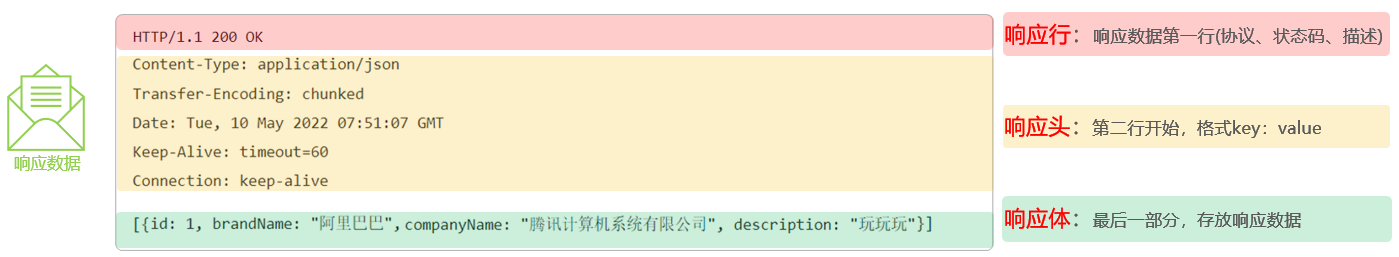 HTTP/1.1 200 OK
响应行：响应数据第一行(协议、状态码、描述)
Content-Type: application/json
Transfer-Encoding: chunked
Date: Tue, 10 May 2022 07:51:07 GMT
Keep-Alive: timeout=60
Connection: keep-alive
响应头：第二行开始，格式key：value
响应数据
[{id: 1, brandName: "阿里巴巴",companyName: "腾讯计算机系统有限公司", description: "玩玩玩"}]
响应体：最后一部分，存放响应数据